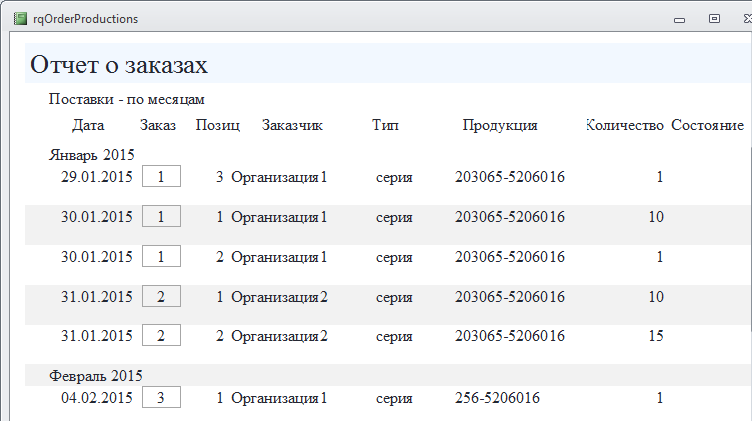 rqOrderProductions
Отчет о заказах
Поставки - по месяцам
Дата Заказ Позиц Заказчик Тип Продукция Количество Состояние
Январь 2015
29.01.2015 1 3 Организация1 серия 203065-5206016 1
30.01.2015 1 1 Организация1 серия 203065-5206016 10
30.01.2015 1 2 Организация1 серия 203065-5206016 1
31.01.2015 2 1 Организация2 серия 203065-5206016 10
31.01.2015 2 2 Организация2 серия 203065-5206016 15
Февраль 2015
04.02.2015 3 1 Организация1 серия 256-5206016 1